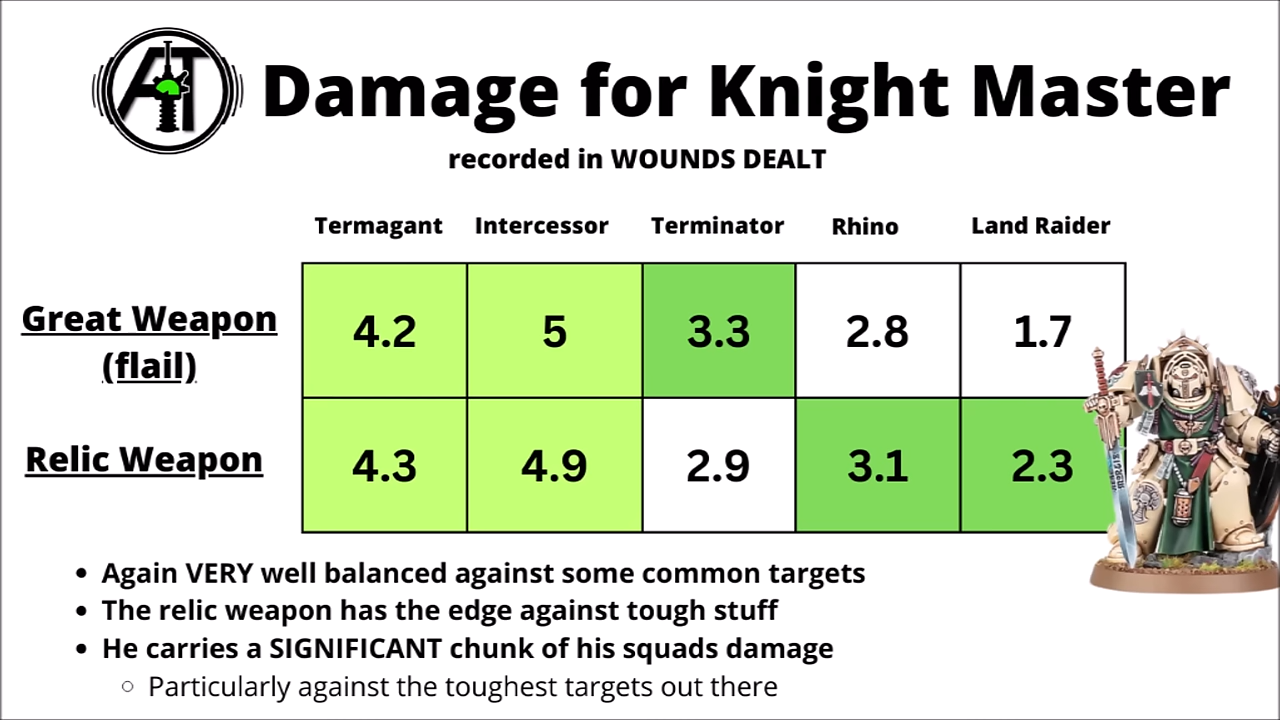 AT
Damage for Knight Master
recorded in WOUNDS DEALT
Termagant Intercessor Terminator Rhino Land Raider
Great Weapon
(flail)
4.2 5 3.3 2.8 1.7
Relic Weapon 4.3 4.9 2.9 3.1 2.3
• Again VERY well balanced against some common targets
• The relic weapon has the edge against tough stuff
• He carries a SIGNIFICANT chunk of his squads damage
○ Particularly against the toughest targets out there